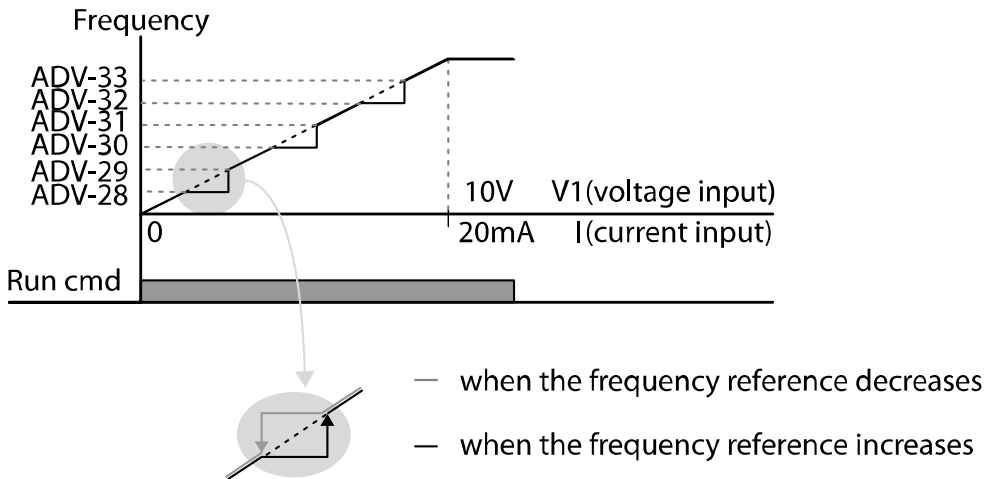 Frequency
ADV-33
ADV-32
ADV-31
ADV-30
ADV-29
ADV-28
10V V1(voltage input)
0
20mA I(current input)
Run cmd
when the frequency reference decreases
when the frequency reference increases